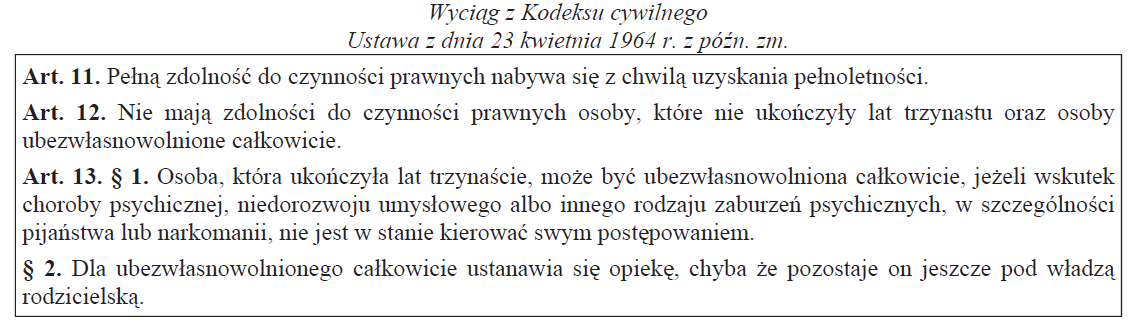 Wyciąg z Kodeksu cywilnego
Ustawa z dnia 23 kwietnia 1964 r. z późn. zm.
Art. 11. Pełną zdolność do czynności prawnych nabywa się z chwilą uzyskania pełnoletności.
Art. 12. Nie mają zdolności do czynności prawnych osoby, które nie ukończyły lat trzynastu oraz osoby
ubezwłasnowolnione całkowicie.
Art. 13. § 1. Osoba, która ukończyła lat trzynaście, może być ubezwłasnowolniona całkowicie, jeżeli wskutek
choroby psychicznej, niedorozwoju umysłowego albo innego rodzaju zaburzeń psychicznych, w szczególności
pijaństwa lub narkomanii, nie jest w stanie kierować swym postępowaniem.
§ 2. Dla ubezwłasnowolnionego całkowicie ustanawia się opiekę, chyba że pozostaje on jeszcze pod władzą
rodzicielską.